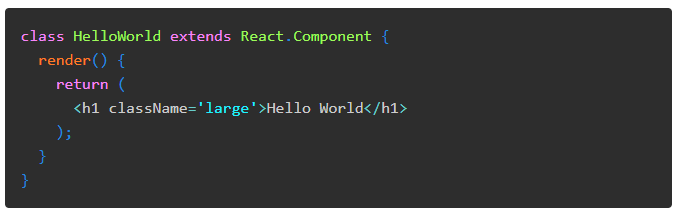 class HelloWorld extends React.Component {
  render() {
    return (
      <h1 className='large'>Hello World</h1>
    );
  }
}